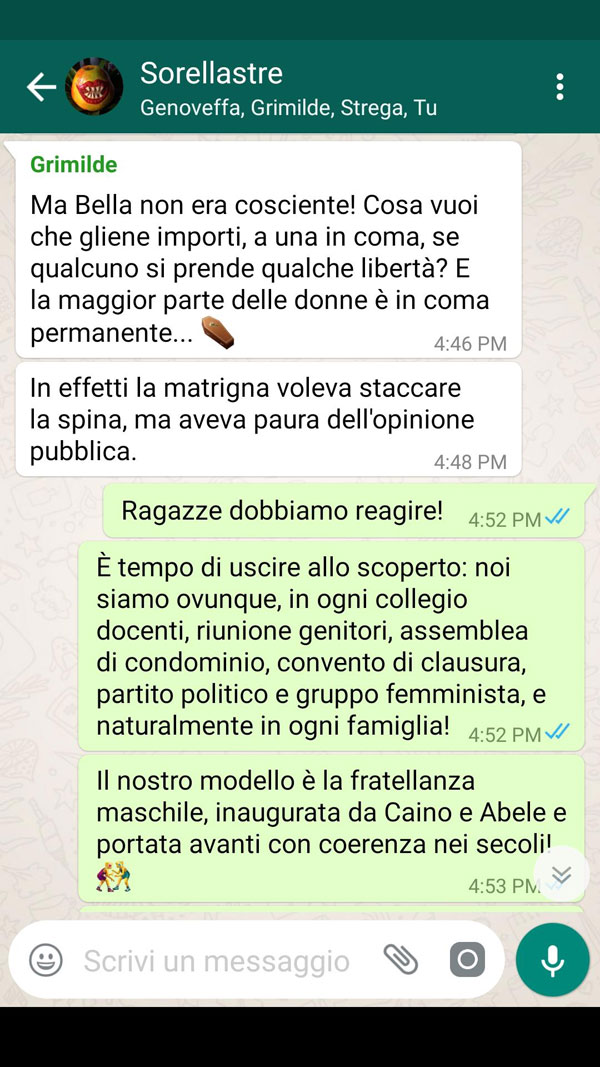 Sorellastre
Genoveffa, Grimilde, Strega, Tu
Grimilde
Ma Bella non era cosciente! Cosa vuoi
che gliene importi, a una in coma, se
qualcuno si prende qualche libertà? E
la maggior parte delle donne è in coma
permanente...
4:46 PM
In effetti la matrigna voleva staccare
la spina, ma aveva paura dell'opinione
pubblica.
4:48 PM
Ragazze dobbiamo reagire!
4:52 PM
È tempo di uscire allo scoperto: noi
siamo ovunque, in ogni collegio
docenti, riunione genitori, assemblea
di condominio, convento di clausura,
partito politico e gruppo femminista, e
naturalmente in ogni famiglia!
4:52 PM
Il nostro modello è la fratellanza
maschile, inaugurata da Caino e Abele e
portata avanti con coerenza nei secoli!
4:53 PM
Scrivi un messaggio